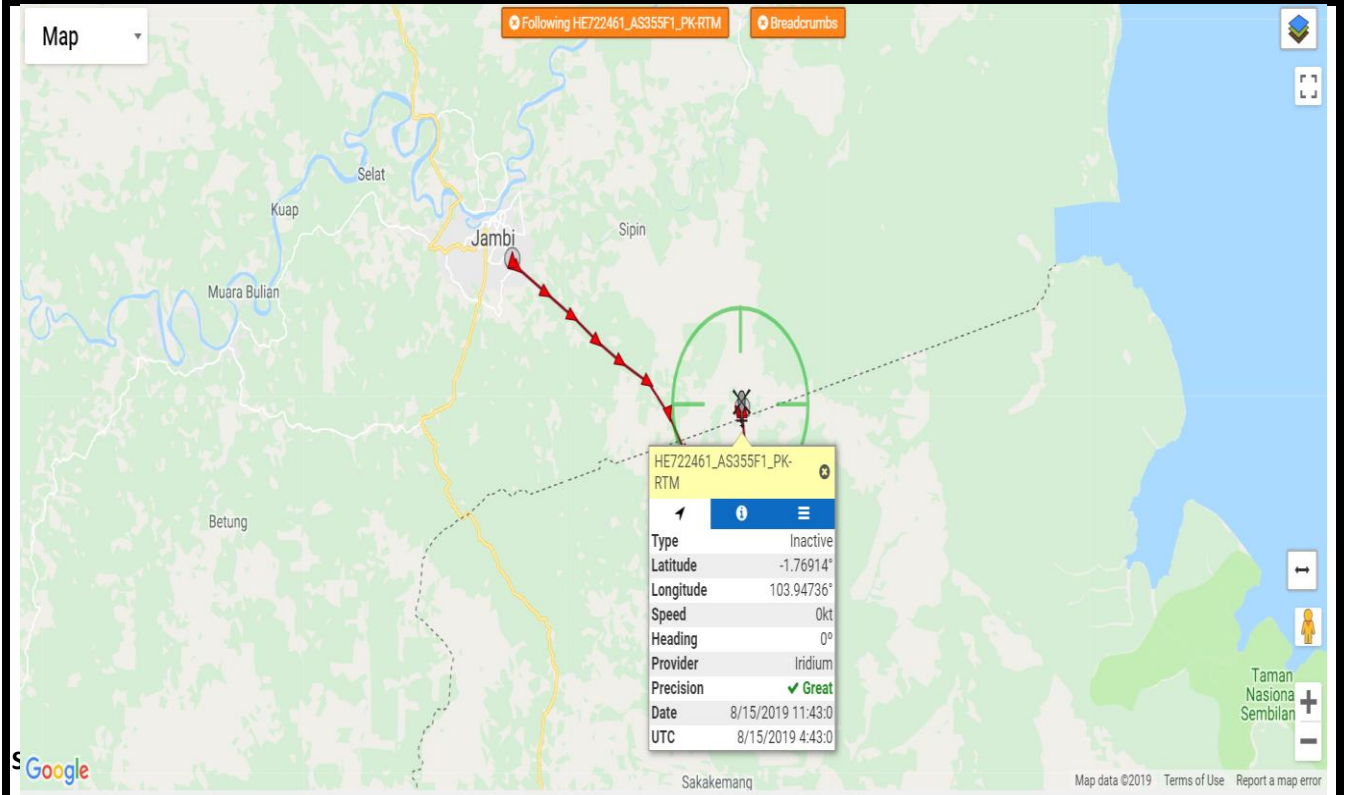 Map
Following HE722461_AS355F1_PK-RTM
Breadcrumbs
Selat
Kuap
Jambi
Sipin
Muara Bulian
Betung
HE722461_AS355F1_PK-
RTM
Type Inactive
Latitude -1.76914°
Longitude 103.94736°
Speed 0kt
Heading 0º
Provider Iridium
Precision ✔ Great
Date 8/15/2019 11:43:0
UTC 8/15/2019 4:43:0
Taman
Nasiona
Sembilan
Sakakemang
Google
Map data ©2019 Terms of Use Report a map error